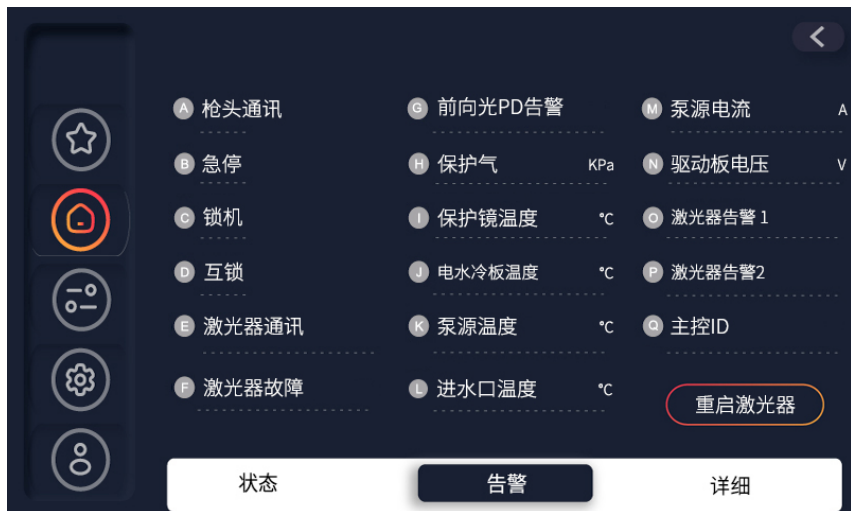 A 枪头通讯
B 急停
C 锁机
D 互锁
E 激光器通讯
F 激光器故障
G 前向光PD告警
H 保护气 KPa
I 保护镜温度 ℃
J 电水冷板温度 ℃
K 泵源温度 ℃
L 进水口温度 ℃
M 泵源电流 A
N 驱动板电压 V
O 激光器告警 1
P 激光器告警2
Q 主控ID
重启激光器
状态 告警 详细